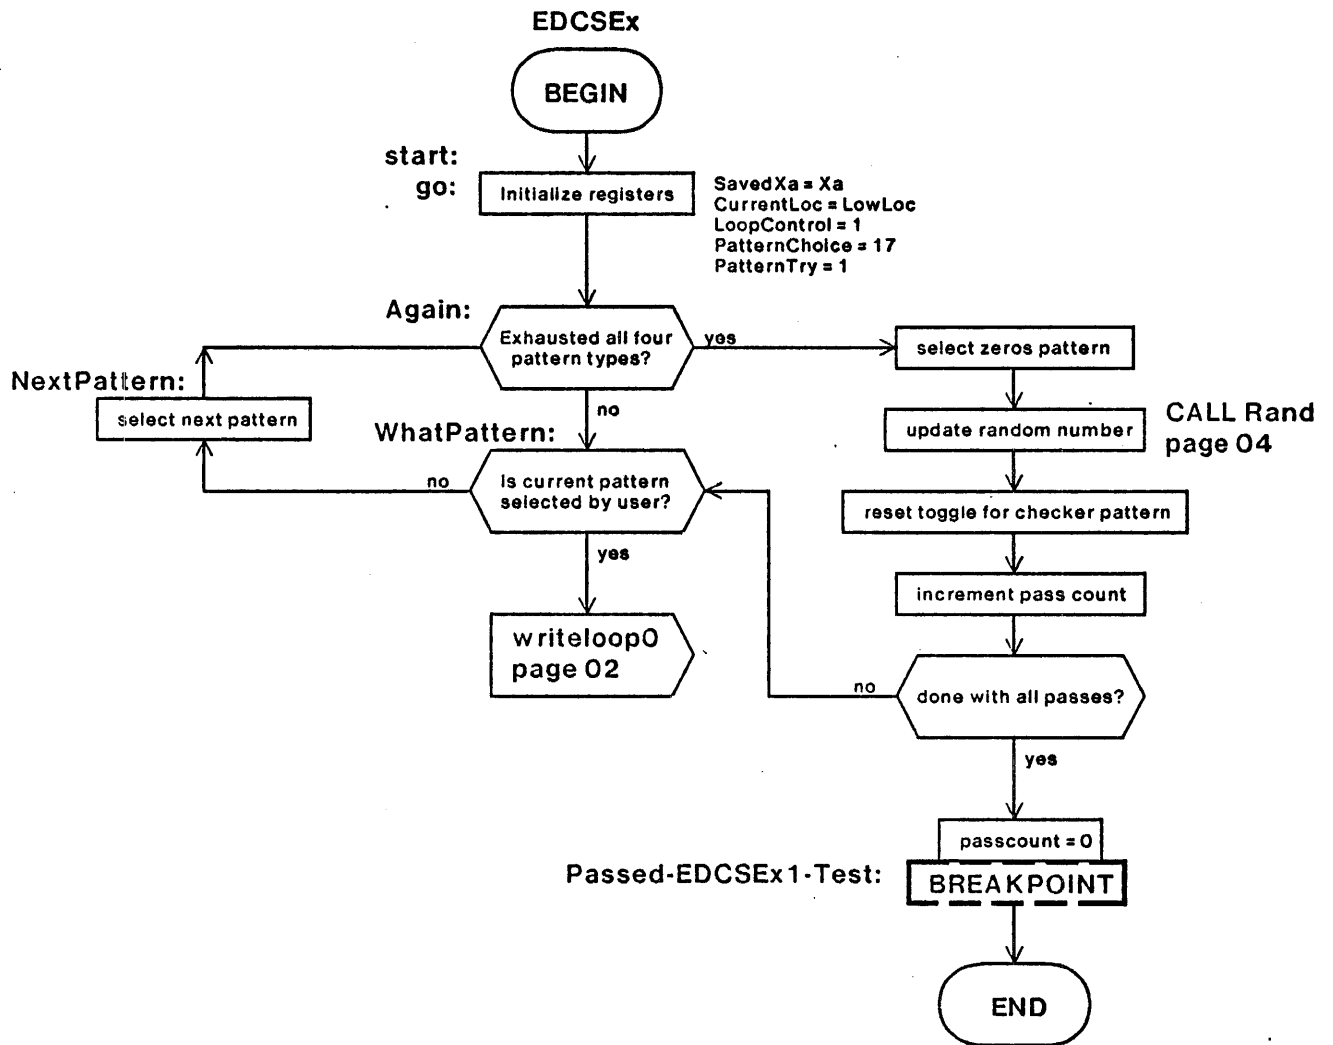 EDCSEx
BEGIN
start:
go:
Initialize registers
SavedXa = Xa
CurrentLoc = LowLoc
LoopControl = 1
PatternChoice = 17
PatternTry = 1
Again:
Exhausted all four
pattern types?
yes
select zeros pattern
NextPattern:
select next pattern
no
WhatPattern:
update random number
CALL Rand
page 04
Is current pattern
selected by user?
no
reset toggle for checker pattern
yes
increment pass count
writeloop0
page 02
no
done with all passes?
yes
passcount = 0
Passed-EDCSEx1-Test:
BREAKPOINT
END